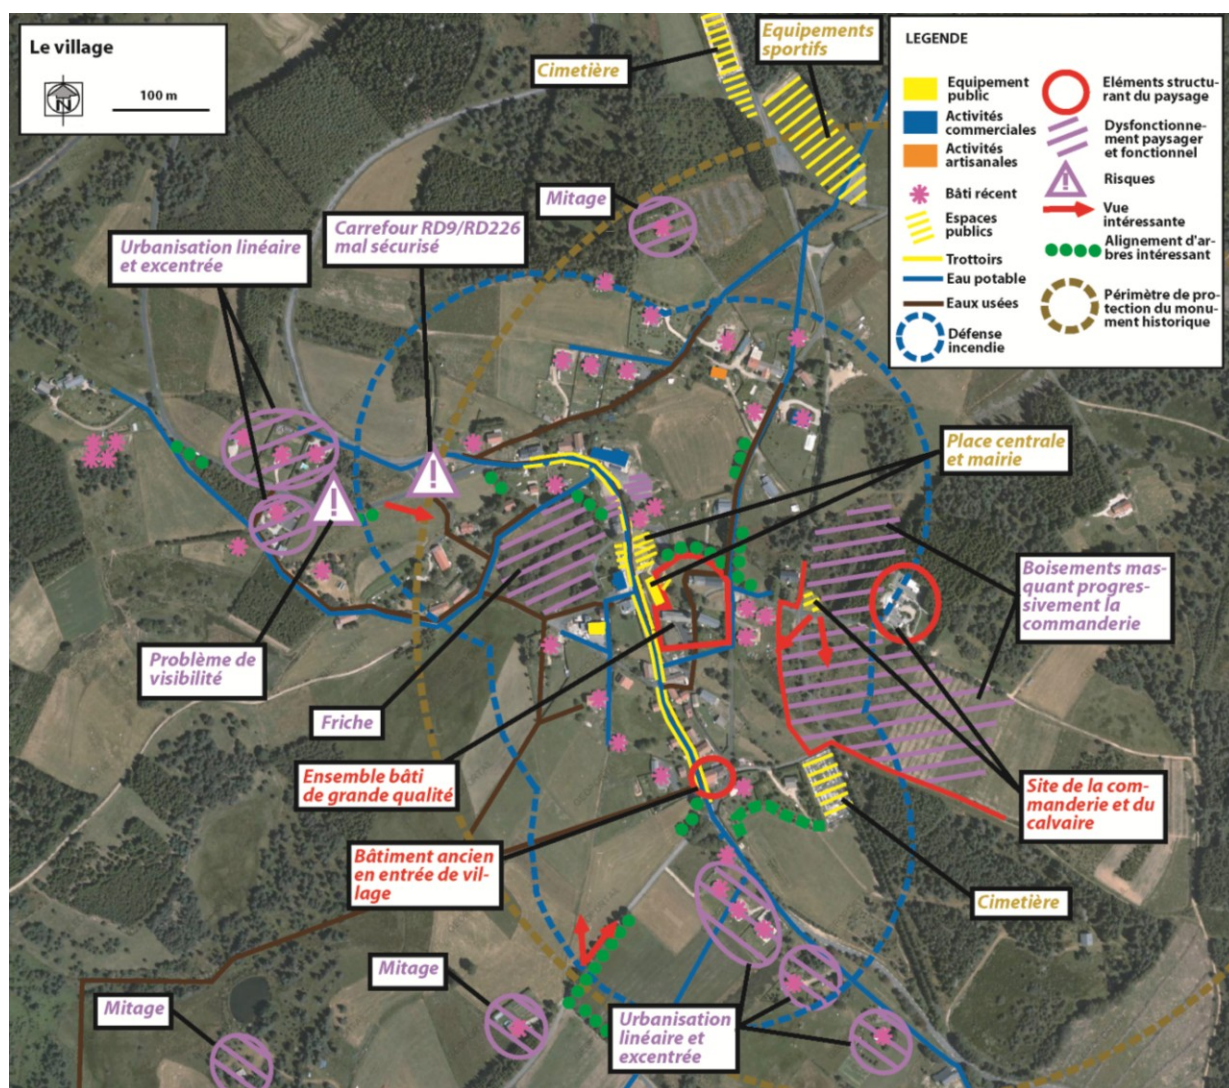 Le village
N
100 m
Cimetière
Equipements
sportifs
LEGENDE
Equipement
public
Activités
commerciales
Activités
artisanales
Bâti récent
Espaces
publics
Trottoirs
Eau potable
Eaux usées
Défense
incendie
Eléments structu-
rant du paysage
Dysfonctionne-
ment paysager
et fonctionnel
Risques
Vue
intéressante
Alignement d'ar-
bres intéressant
Périmètre de pro-
tection du monu-
ment historique
Mitage
Carrefour RD9/RD226
mal sécurisé
Urbanisation linéaire
et excentrée
Place centrale
et mairie
Boisements mas-
quant progres-
sivement la
commanderie
Problème de
visibilité
Friche
Ensemble bâti
de grande qualité
Site de la com-
manderie et du
calvaire
Bâtiment ancien
en entrée de vil-
lage
Cimetière
Mitage
Mitage
Urbanisation
linéaire et
excentrée